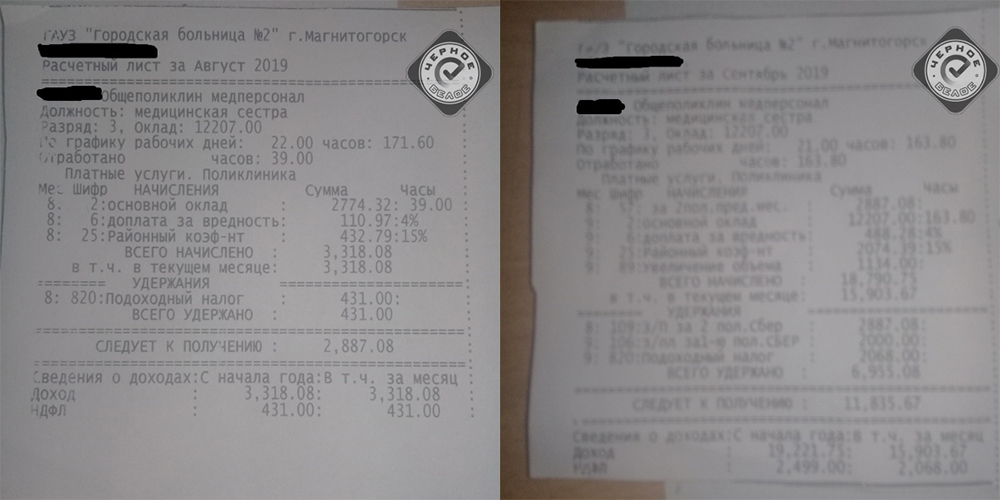 ГАУЗ "Городская больница №2" г.Магнитогорск
Расчетный лист за Август 2019
Общеполиклин медперсонал
Должность: медицинская сестра
Разряд: 3, Оклад: 12207.00
По графику рабочих дней: 22.00 часов: 171.60
Отработано часов: 39.00
Платные услуги. Поликлиника
Мес Шифр НАЧИСЛЕНИЯ Сумма Часы
8: 2:основной оклад : 2774.32: 39.00
8: 6:доплата за вредность: 110.97:4%
8: 25:Районный коэф-нт : 432.79:15%
ВСЕГО НАЧИСЛЕНО : 3,318.08
в т.ч. в текущем месяце: 3,318.08
======== УДЕРЖАНИЯ
8: 820:Подоходный налог : 431.00:
ВСЕГО УДЕРЖАНО : 431.00
СЛЕДУЕТ К ПОЛУЧЕНИЮ : 2,887.08
Сведения о доходах:С начала года:В т.ч. за месяц
Доход : 3,318.08: 3,318.08
НДФЛ : 431.00: 431.00
ЧЕРНОЕ
БЕЛОЕ
ГАУЗ "Городская больница №2" г.Магнитогорск
Расчетный лист за Сентябрь 2019
Общеполиклин медперсонал
Должность: медицинская сестра
Разряд: 3, Оклад: 12207.00
По графику рабочих дней: 21.00 часов: 163.80
Отработано часов: 163.80
Платные услуги. Поликлиника
Мес Шифр НАЧИСЛЕНИЯ Сумма Часы
8: за 2пол.пред.мес. : 2887.08:
9: 2:основной оклад : 12207.00:163.80
9: 6:доплата за вредность: 488.28:4%
9: 25:Районный коэф-нт : 2074.39:15%
9: 89:увеличение объема : 1134.00:
ВСЕГО НАЧИСЛЕНО : 18,790.75
в т.ч. в текущем месяце: 15,903.67
======== УДЕРЖАНИЯ
8: 109:З/П за 2 пол.Сбер : 2887.08:
9: 106:з/пл за1-ю пол.СБЕР : 2000.00:
9: 820:Подоходный налог : 2068.00:
ВСЕГО УДЕРЖАНО : 6,955.08
СЛЕДУЕТ К ПОЛУЧЕНИЮ : 11,835.67
Сведения о доходах:С начала года:В т.ч. за месяц
Доход : 19,221.75: 15,903.67
НДФЛ : 2,499.00: 2,068.00
ЧЕРНОЕ
БЕЛОЕ